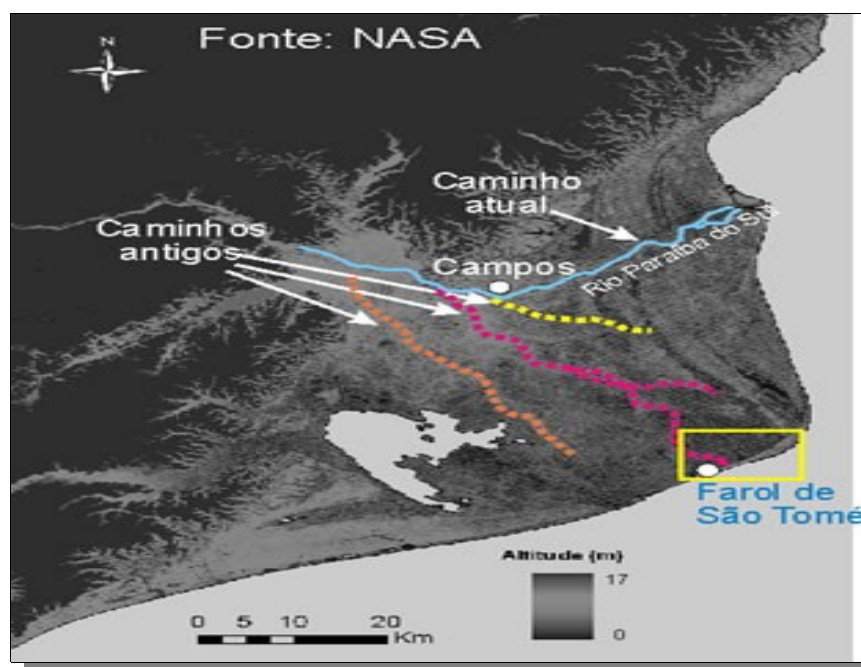 Fonte: NASA
N
Caminho
atual
Caminhos
antigos
Campos
Rio Paraíba do Sul
Farol de
São Tomé
Altitude (m)
17
0
0 5 10 20
Km